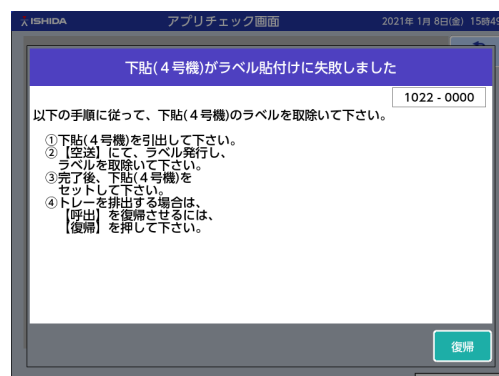 ISHIDA
アプリチェック画面
2021年 1月 8日(金) 15時49
下貼(４号機)がラベル貼付けに失敗しました
1022 - 0000
以下の手順に従って、下貼(４号機)のラベルを取除いて下さい。
①下貼(４号機)を引出して下さい。
②【空送】にて、ラベル発行し、
ラベルを取除いて下さい。
③完了後、下貼(４号機)を
セットして下さい。
④トレーを排出する場合は、
【呼出】を復帰させるには、
【復帰】を押して下さい。
復帰